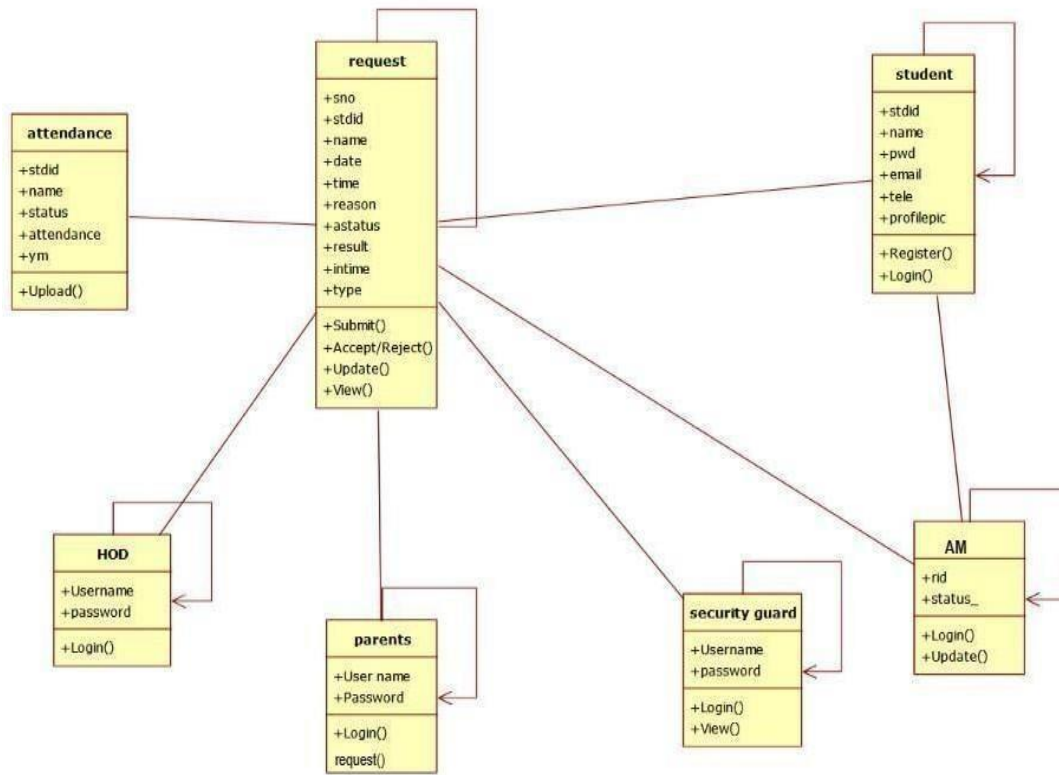 request
+sno
+stdid
+name
+date
+time
+reason
+astatus
+result
+intime
+type
+Submit()
+Accept/Reject()
+Update()
+View()
student
+stdid
+name
+pwd
+email
+tele
+profilepic
+Register()
+Login()
attendance
+stdid
+name
+status
+attendance
+ym
+Upload()
HOD
+Username
+password
+Login()
parents
+User name
+Password
+Login()
request()
security guard
+Username
+password
+Login()
+View()
AM
+rid
+status_
+Login()
+Update()